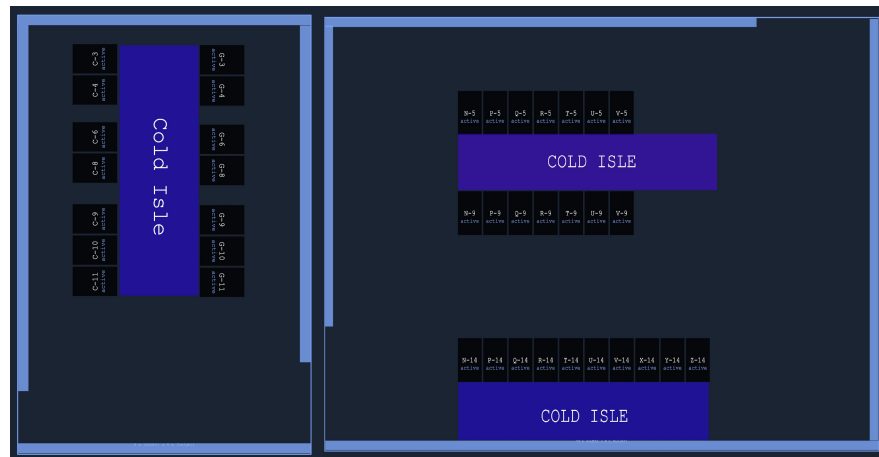 C-3
active
C-4
active
C-6
active
C-8
active
C-9
active
C-10
active
C-11
active
Cold Isle
G-3
active
G-4
active
G-6
active
G-8
active
G-9
active
G-10
active
G-11
active
N-5 P-5 Q-5 R-5 T-5 U-5 V-5
active active active active active active active
COLD ISLE
N-9 P-9 Q-9 R-9 T-9 U-9 V-9
active active active active active active active
N-14 P-14 Q-14 R-14 T-14 U-14 V-14 X-14 Y-14 Z-14
active active active active active active active active active active
COLD ISLE